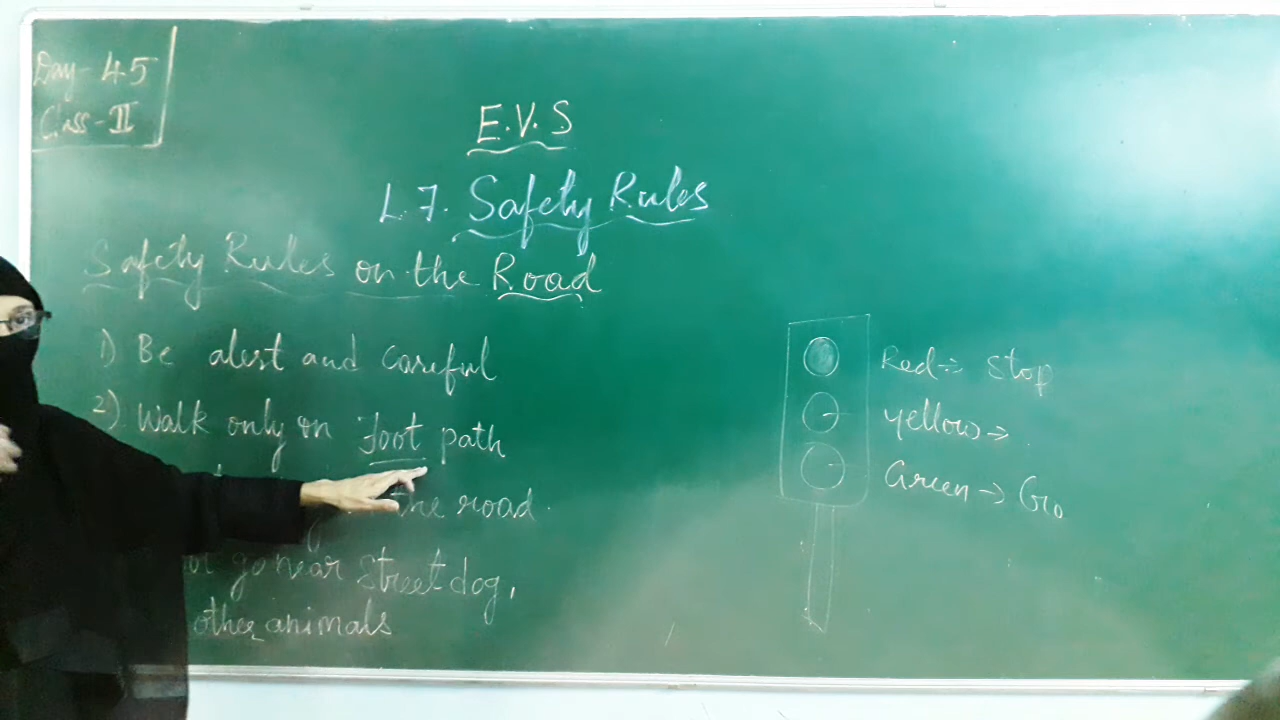 Day-45
Class-II
E.V.S
L.7. Safety Rules
Safety Rules on the Road
1) Be alert and careful
2) Walk only on Foot path
the road.
go near Street dog,
other animals
Red → Stop
yellow →
Green → Go